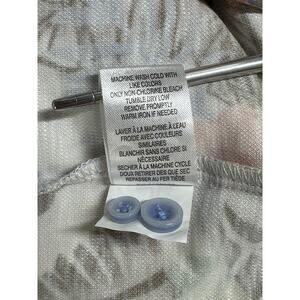 MACHINE WASH COLD WITH
LIKE COLORS
ONLY NON-CHLORINE BLEACH
TUMBLE DRY LOW
REMOVE PROMPTLY
WARM IRON IF NEEDED
LAVER À LA MACHINE À L'EAU
FROIDE AVEC COULEURS
SIMILAIRES
BLANCHIR SANS CHLORE SI
NÉCESSAIRE
SÉCHER À LA MACHINE CYCLE
DOUX RETIRER DÈS QUE SEC
REPASSER AU FER TIÈDE